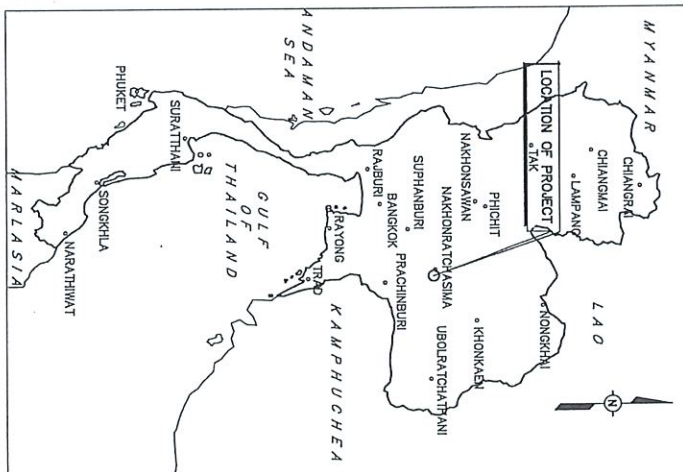 MYANMAR
CHIANGRAI
CHIANGMAI
LAMPANG
LOCATION OF PROJECT
TAK
LAO
NONGKHAI
N
PHICHIT
NAKHONSAWAN
KHONKAEN
NAKHONRATCHASIMA
UBOLRATCHATHANI
SUPHANBURI
RAJBURI
BANGKOK
PRACHINBURI
ANDAMAN
SEA
RAYONG
TRAD
KAMPHUCHEA
GULF
OF
THAILAND
SURATTHANI
PHUKET
SONGKHLA
NARATHIWAT
MARLASIA